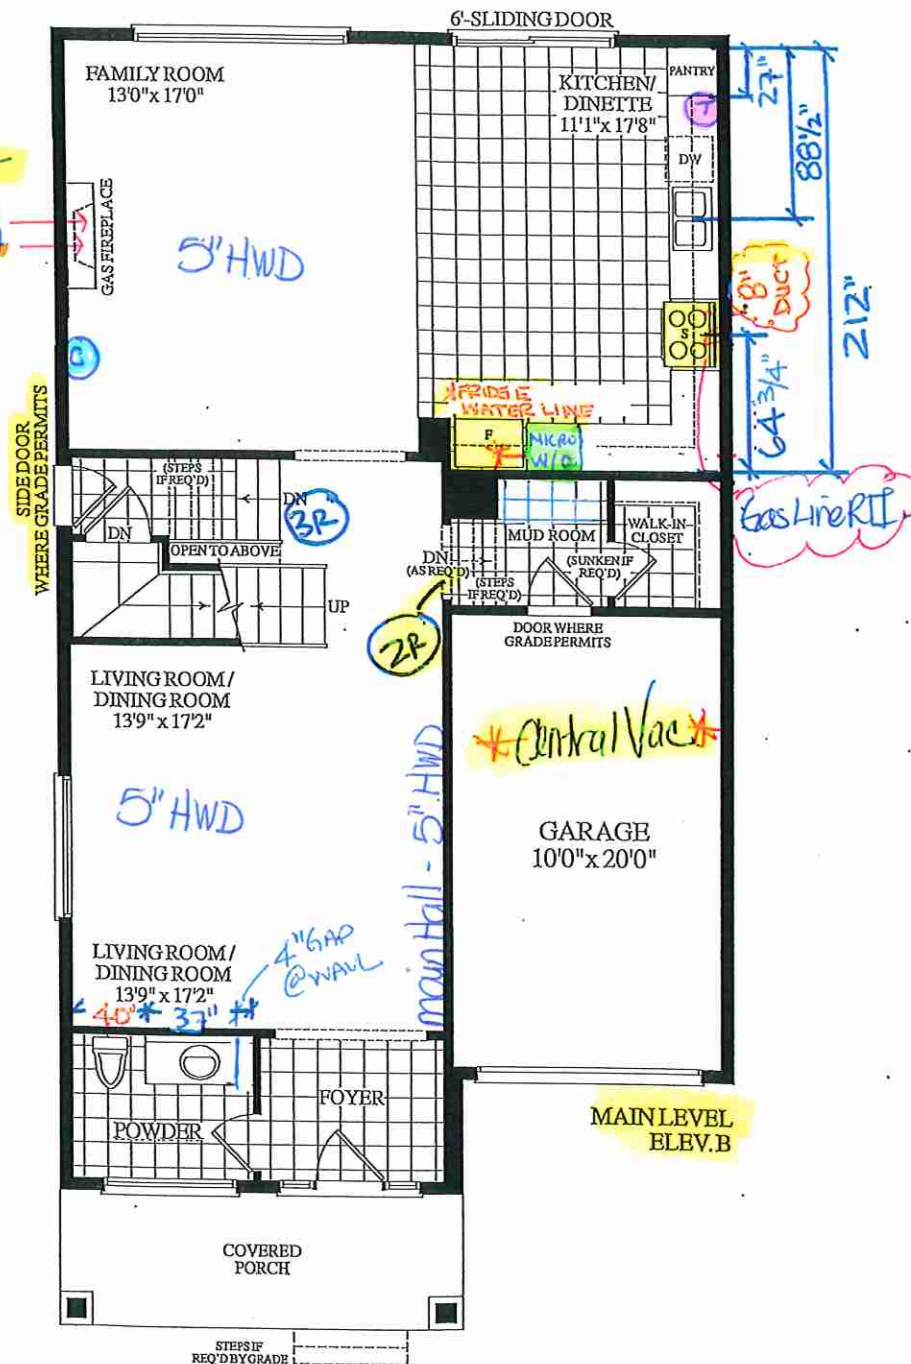 6'-SLIDING DOOR
FAMILY ROOM
13'0" x 17'0"
KITCHEN/
DINETTE
11'1" x 17'8"
PANTRY
27"
88½"
212"
DW
GAS FIREPLACE
5" HWD
8"
DUCT
S
64 3/4"
*FRIDGE
WATER LINE
F
MICRO
W/O
SIDE DOOR
WHERE GRADE PERMITS
(STEPS
IF REQ'D)
DN
3R
DN
OPEN TO ABOVE
UP
MUD ROOM
WALK-IN
CLOSET
Gas Line RII
DN
(AS REQ'D)
(STEPS
IF REQ'D)
(SUNKEN IF
REQ'D)
2R
DOOR WHERE
GRADE PERMITS
LIVING ROOM/
DINING ROOM
13'9" x 17'2"
*Central Vac*
5" HWD
main Hall - 5" HWD
GARAGE
10'0" x 20'0"
LIVING ROOM/
DINING ROOM
13'9" x 17'2"
4" GAP
@ WALL
40" * 37" **
FOYER
POWDER
MAIN LEVEL
ELEV. B
COVERED
PORCH
STEPS IF
REQ'D BY GRADE